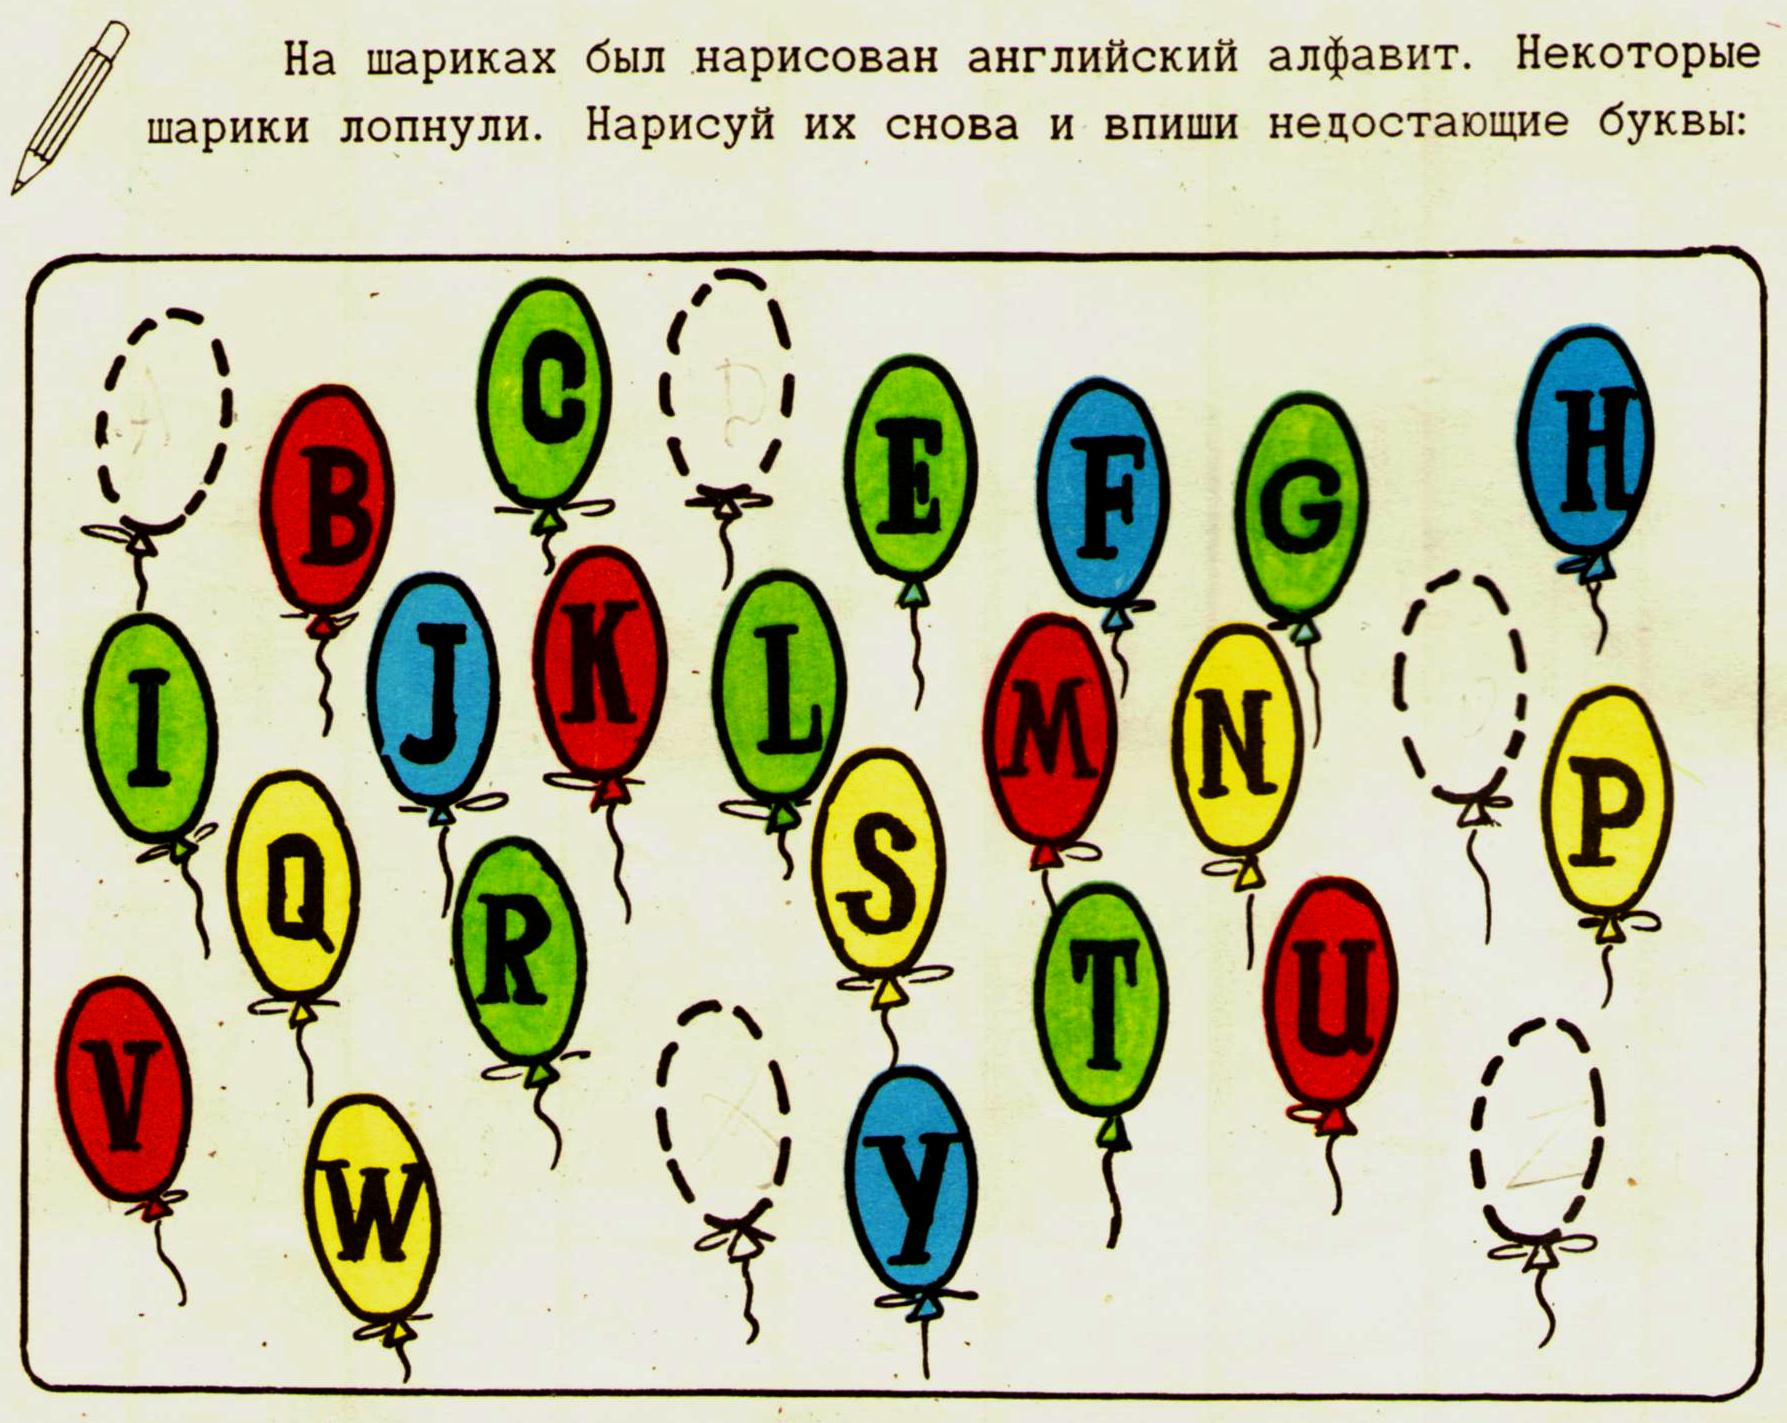 На шариках был нарисован английский алфавит. Некоторые
шарики лопнули. Нарисуй их снова и впиши недостающие буквы:
A B C D E F G H
I J K L M N P
Q R S T U
V W X Y Z